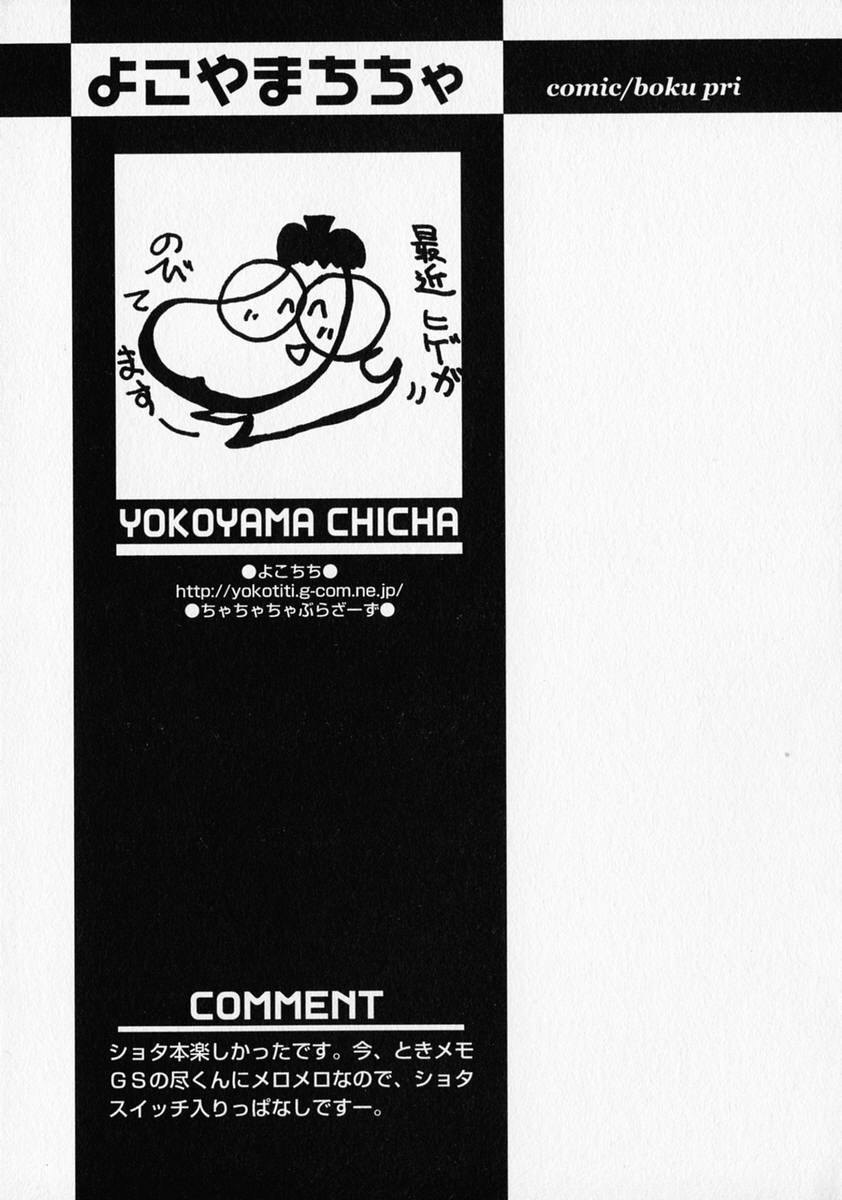 よこやまちちゃ
comic/boku pri
最近ヒゲが
のびて
ますー
YOKOYAMA CHICHA
●よこちち●
http://yokotiti.g-com.ne.jp/
●ちゃちゃちゃぶらざーず●
COMMENT
ショタ本楽しかったです。今、ときメモ
GSの尽くんにメロメロなので、ショタ
スイッチ入りっぱなしですー。